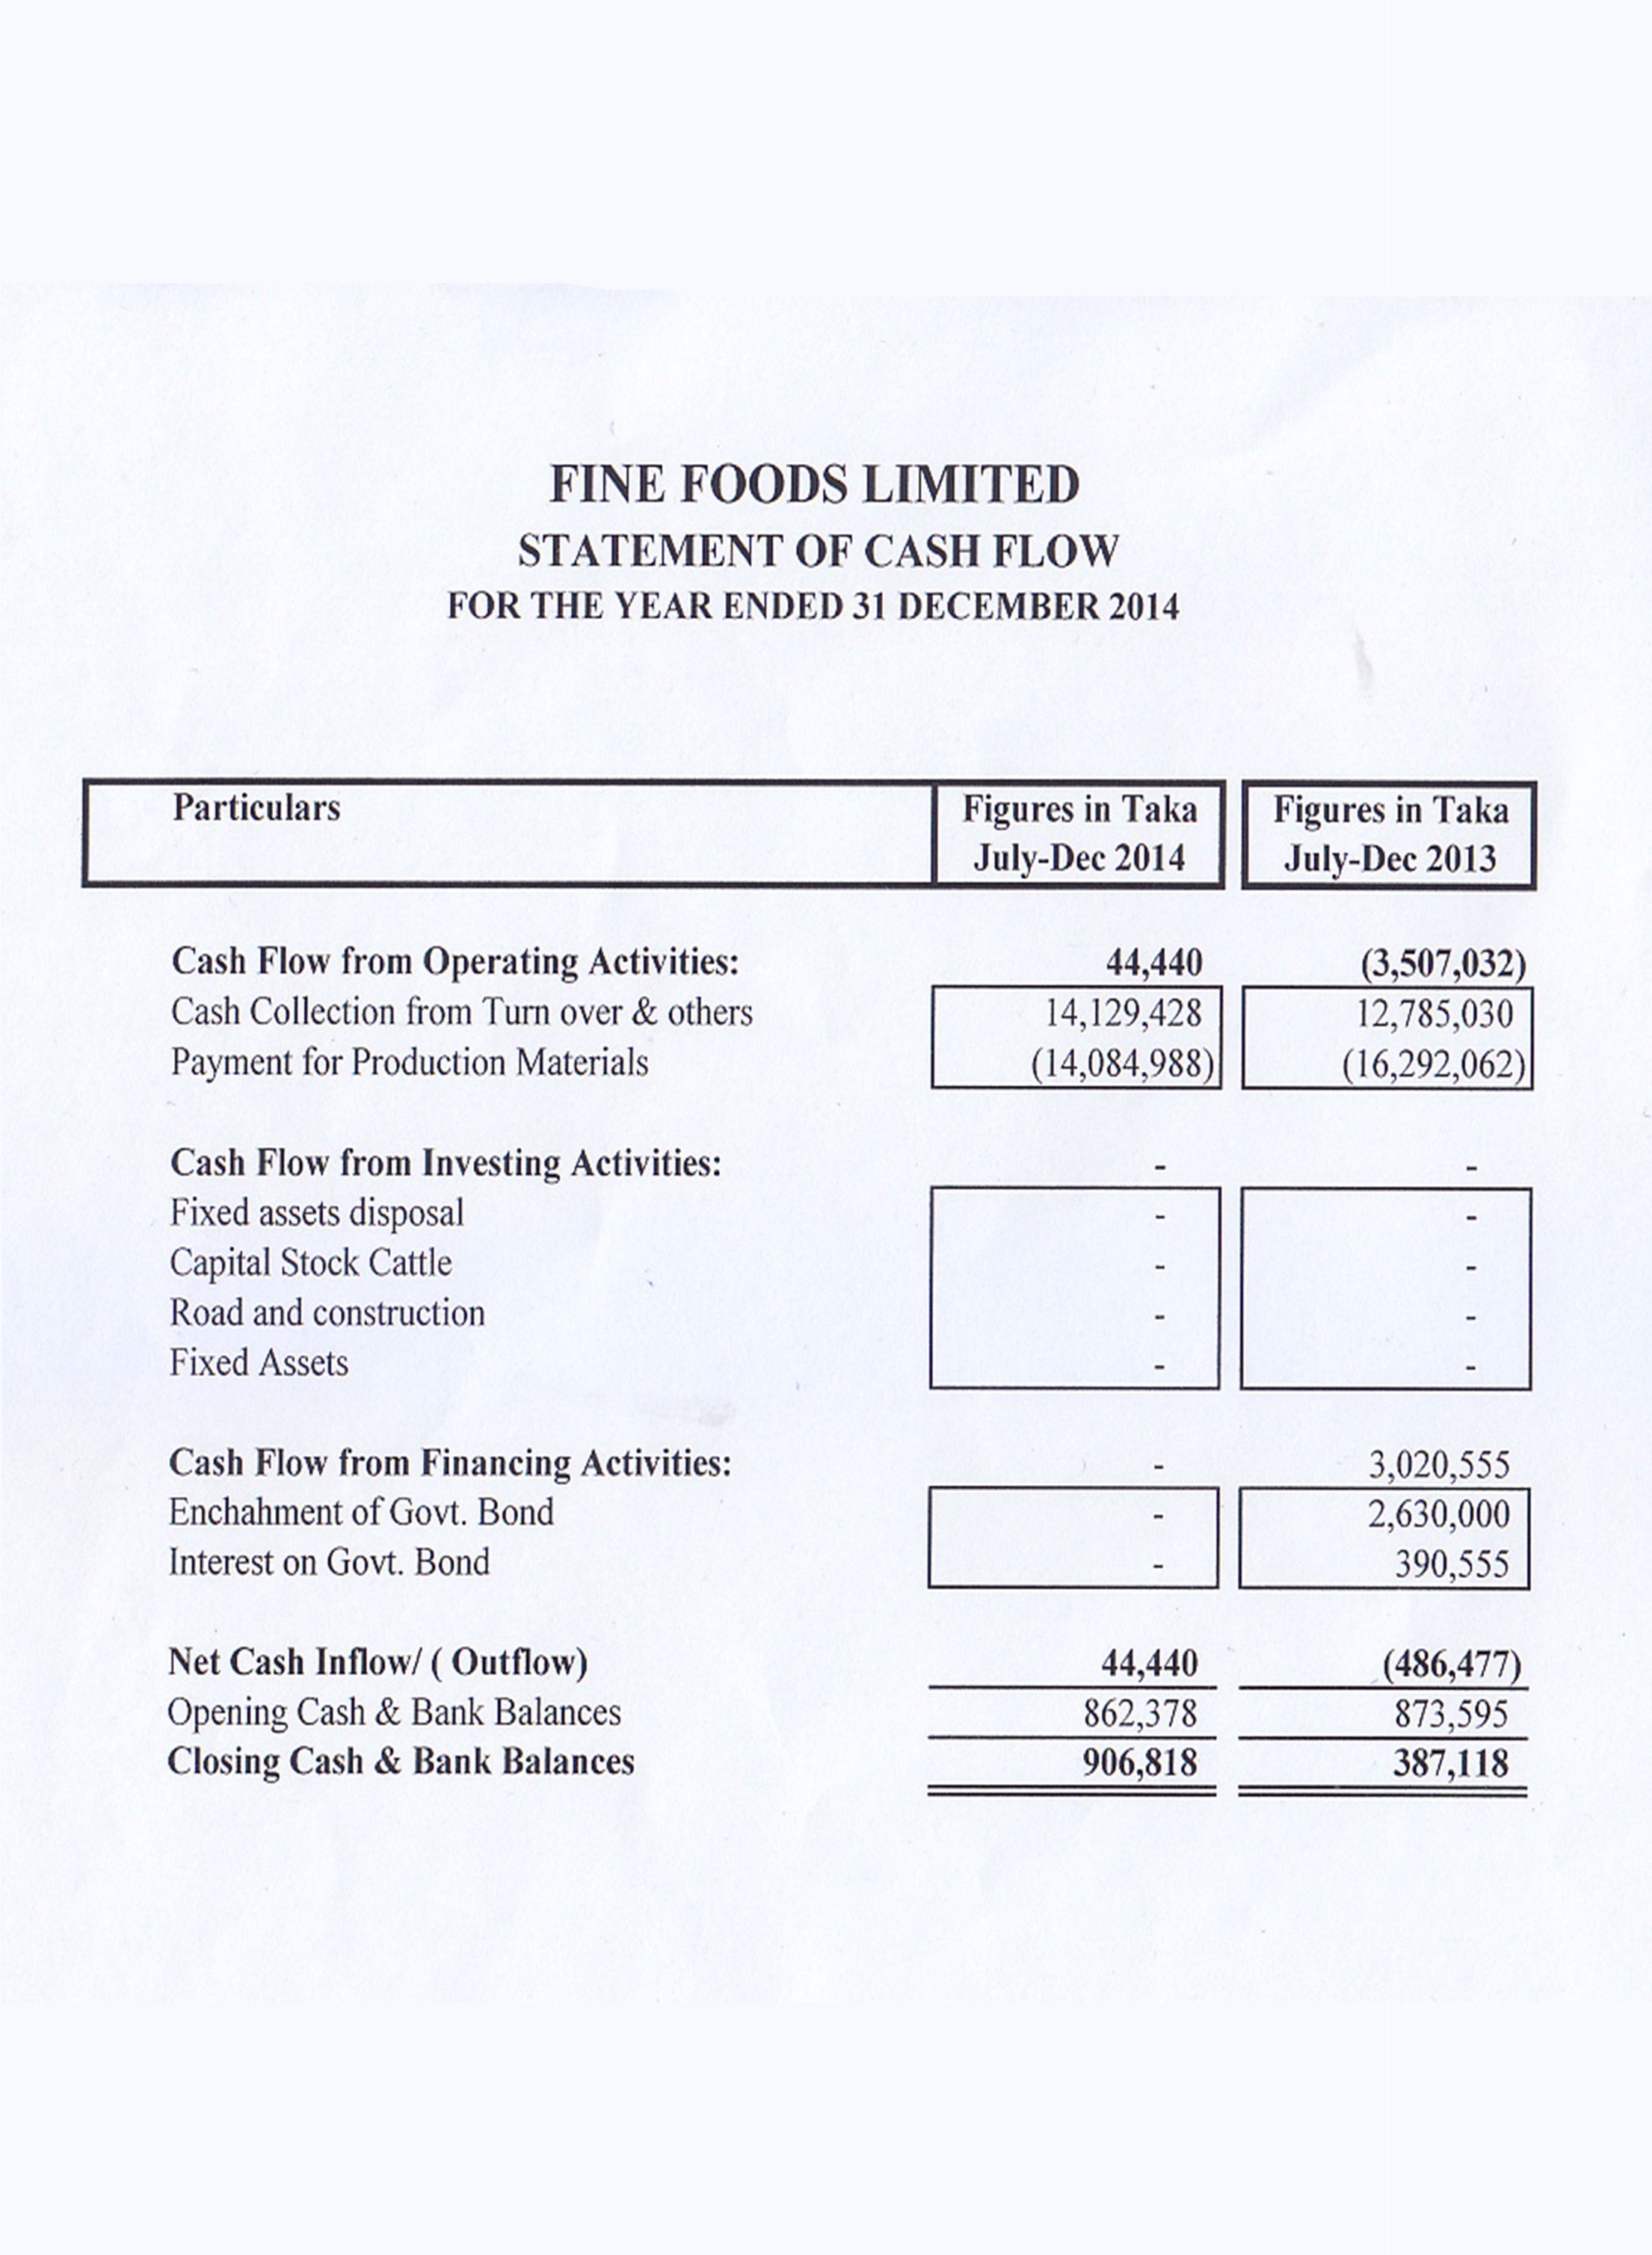 FINE FOODS LIMITED
STATEMENT OF CASH FLOW
FOR THE YEAR ENDED 31 DECEMBER 2014
Particulars Figures in Taka Figures in Taka
July-Dec 2014 July-Dec 2013
Cash Flow from Operating Activities: 44,440 (3,507,032)
Cash Collection from Turn over & others 14,129,428 12,785,030
Payment for Production Materials (14,084,988) (16,292,062)
Cash Flow from Investing Activities: - -
Fixed assets disposal - -
Capital Stock Cattle - -
Road and construction - -
Fixed Assets - -
Cash Flow from Financing Activities: - 3,020,555
Enchahment of Govt. Bond - 2,630,000
Interest on Govt. Bond - 390,555
Net Cash Inflow/ ( Outflow) 44,440 (486,477)
Opening Cash & Bank Balances 862,378 873,595
Closing Cash & Bank Balances 906,818 387,118